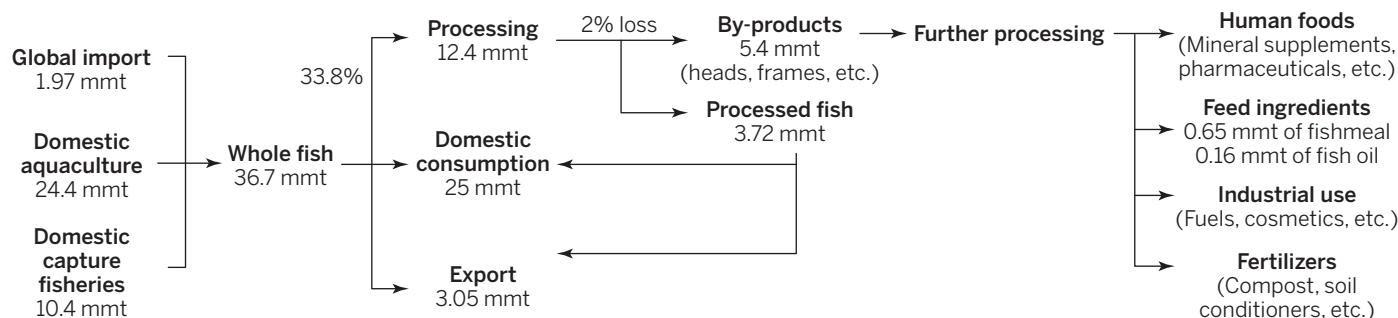 Global import
1.97 mmt
Domestic
aquaculture
24.4 mmt
Domestic
capture
fisheries
10.4 mmt
Whole fish
36.7 mmt
33.8%
Processing
12.4 mmt
Domestic
consumption
25 mmt
Export
3.05 mmt
2% loss
By-products
5.4 mmt
(heads, frames, etc.)
Processed fish
3.72 mmt
Further processing
Human foods
(Mineral supplements,
pharmaceuticals, etc.)
Feed ingredients
0.65 mmt of fishmeal
0.16 mmt of fish oil
Industrial use
(Fuels, cosmetics, etc.)
Fertilizers
(Compost, soil
conditioners, etc.)